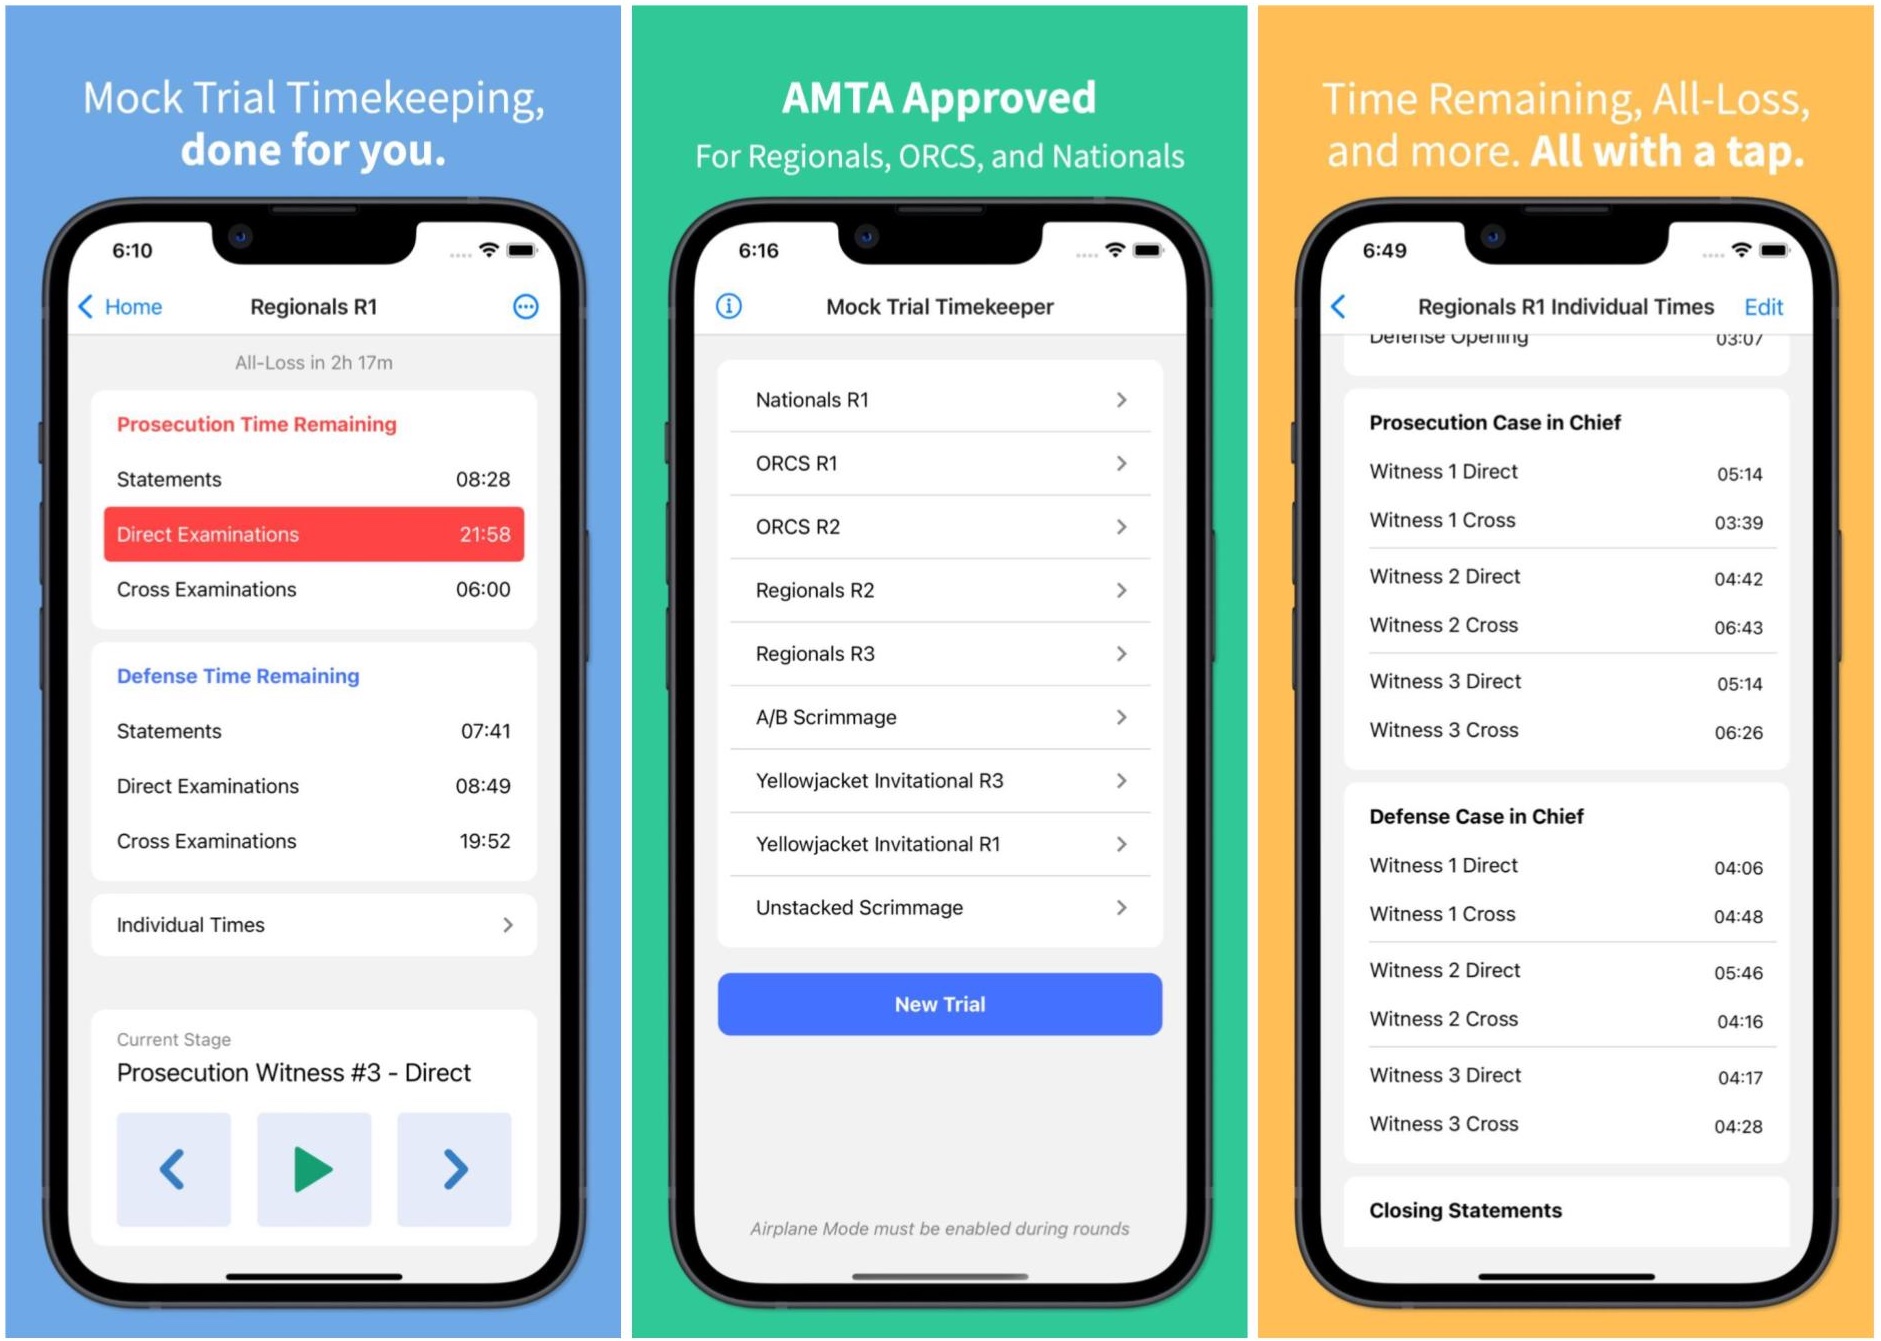 Mock Trial Timekeeping,
done for you.
6:10
Home
Regionals R1
All-Loss in 2h 17m
Prosecution Time Remaining
Statements 08:28
Direct Examinations 21:58
Cross Examinations 06:00
Defense Time Remaining
Statements 07:41
Direct Examinations 08:49
Cross Examinations 19:52
Individual Times
Current Stage
Prosecution Witness #3 - Direct
AMTA Approved
For Regionals, ORCS, and Nationals
6:16
Mock Trial Timekeeper
Nationals R1
ORCS R1
ORCS R2
Regionals R2
Regionals R3
A/B Scrimmage
Yellowjacket Invitational R3
Yellowjacket Invitational R1
Unstacked Scrimmage
New Trial
Airplane Mode must be enabled during rounds
Time Remaining, All-Loss,
and more. All with a tap.
6:49
Regionals R1 Individual Times
Edit
Defense Opening 03:07
Prosecution Case in Chief
Witness 1 Direct 05:14
Witness 1 Cross 03:39
Witness 2 Direct 04:42
Witness 2 Cross 06:43
Witness 3 Direct 05:14
Witness 3 Cross 06:26
Defense Case in Chief
Witness 1 Direct 04:06
Witness 1 Cross 04:48
Witness 2 Direct 05:46
Witness 2 Cross 04:16
Witness 3 Direct 04:17
Witness 3 Cross 04:28
Closing Statements